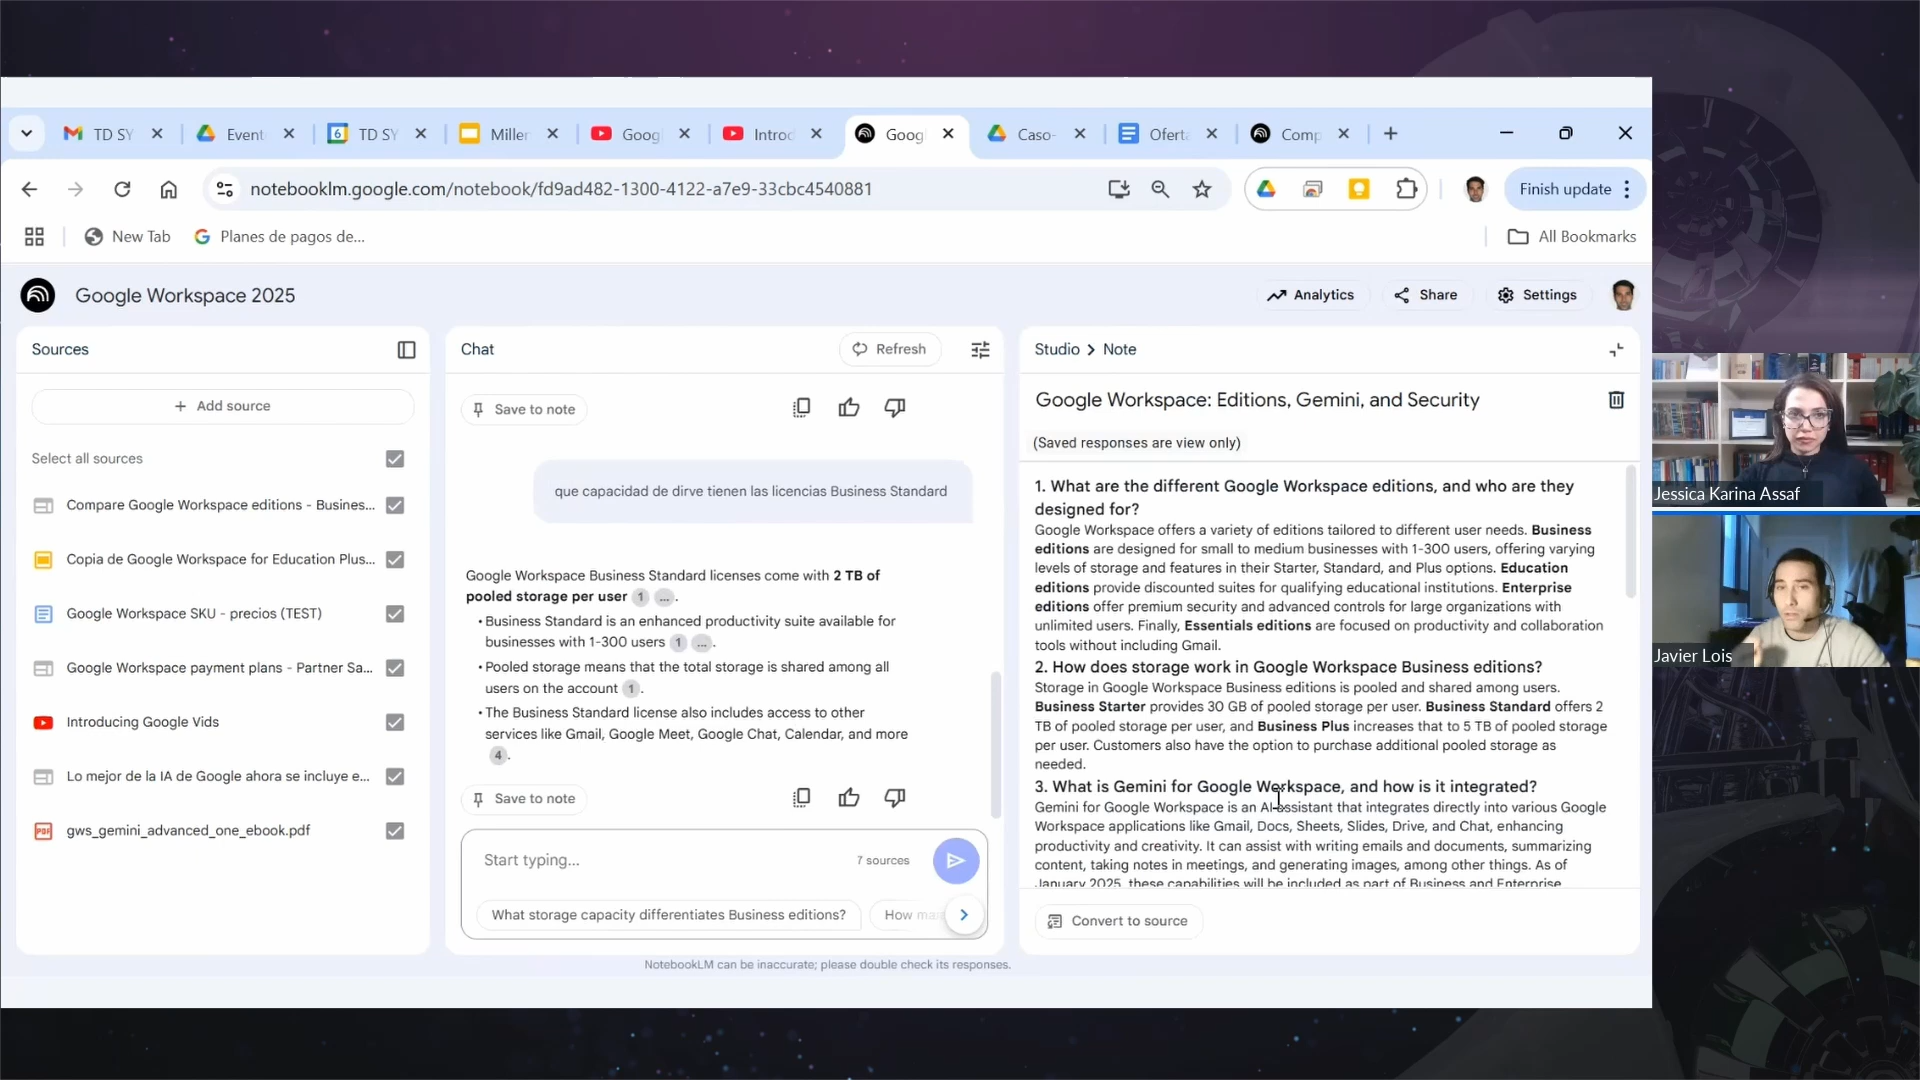 TD SY
Event
6
TD SY
Miller
Goog
Introd
Goog
Caso-
Ofert
Comp
notebooklm.google.com/notebook/fd9ad482-1300-4122-a7e9-33cbc4540881
Finish update
New Tab
Planes de pagos de...
All Bookmarks
Google Workspace 2025
Analytics
Share
Settings
Sources
Add source
Select all sources
Compare Google Workspace editions - Busines...
Copia de Google Workspace for Education Plus...
Google Workspace SKU - precios (TEST)
Google Workspace payment plans - Partner Sa...
Introducing Google Vids
Lo mejor de la IA de Google ahora se incluye e...
PDF
gws_gemini_advanced_one_ebook.pdf
Chat
Refresh
Save to note
que capacidad de dirve tienen las licencias Business Standard
Google Workspace Business Standard licenses come with 2 TB of
pooled storage per user 1 ... .
• Business Standard is an enhanced productivity suite available for
businesses with 1-300 users 1 ... .
• Pooled storage means that the total storage is shared among all
users on the account 1 .
• The Business Standard license also includes access to other
services like Gmail, Google Meet, Google Chat, Calendar, and more
4 .
Save to note
Start typing...
7 sources
What storage capacity differentiates Business editions?
How
NotebookLM can be inaccurate; please double check its responses.
Studio > Note
Google Workspace: Editions, Gemini, and Security
(Saved responses are view only)
1. What are the different Google Workspace editions, and who are they
designed for?
Google Workspace offers a variety of editions tailored to different user needs. Business
editions are designed for small to medium businesses with 1-300 users, offering varying
levels of storage and features in their Starter, Standard, and Plus options. Education
editions provide discounted suites for qualifying educational institutions. Enterprise
editions offer premium security and advanced controls for large organizations with
unlimited users. Finally, Essentials editions are focused on productivity and collaboration
tools without including Gmail.
2. How does storage work in Google Workspace Business editions?
Storage in Google Workspace Business editions is pooled and shared among users.
Business Starter provides 30 GB of pooled storage per user. Business Standard offers 2
TB of pooled storage per user, and Business Plus increases that to 5 TB of pooled storage
per user. Customers also have the option to purchase additional pooled storage as
needed.
3. What is Gemini for Google Workspace, and how is it integrated?
Gemini for Google Workspace is an AI assistant that integrates directly into various Google
Workspace applications like Gmail, Docs, Sheets, Slides, Drive, and Chat, enhancing
productivity and creativity. It can assist with writing emails and documents, summarizing
content, taking notes in meetings, and generating images, among other things. As of
January 2025, these capabilities will be included as part of Business and Enterprise
Convert to source
Jessica Karina Assaf
Javier Lois